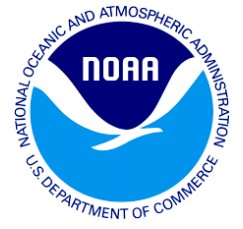 NATIONAL OCEANIC AND ATMOSPHERIC ADMINISTRATION
NOAA
U.S. DEPARTMENT OF COMMERCE